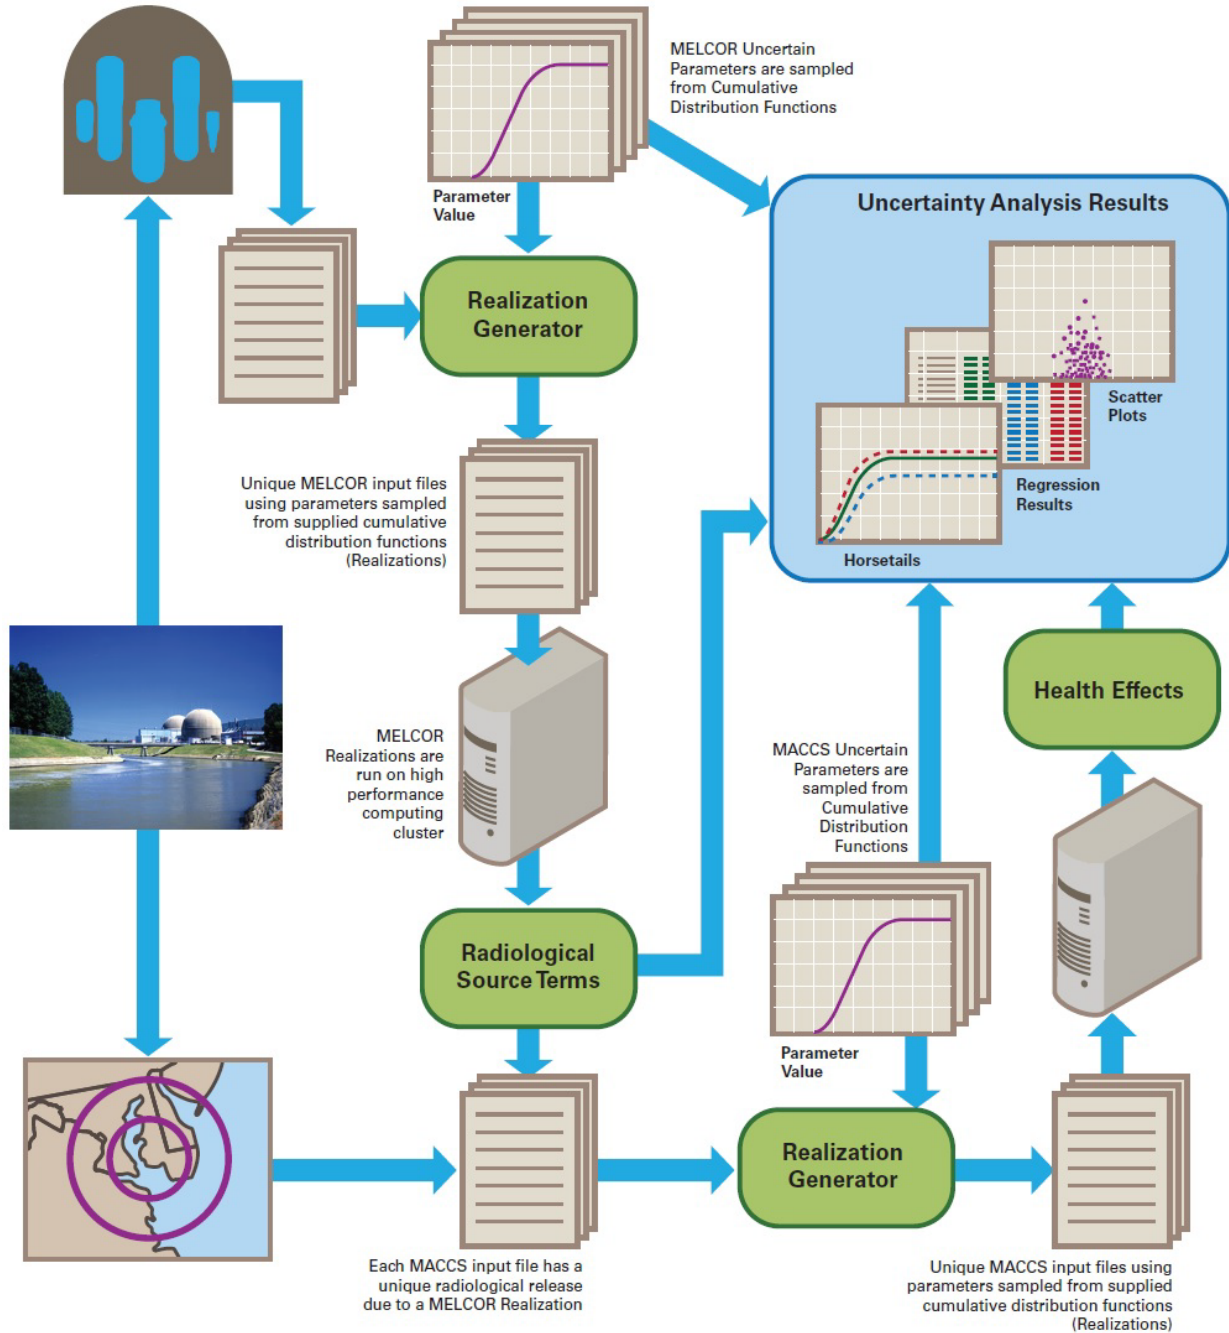 MELCOR Uncertain
Parameters are sampled
from Cumulative
Distribution Functions
Parameter
Value
Uncertainty Analysis Results
Realization
Generator
Scatter
Plots
Regression
Results
Horsetails
Unique MELCOR input files
using parameters sampled
from supplied cumulative
distribution functions
(Realizations)
MELCOR
Realizations are
run on high
performance
computing
cluster
Health Effects
MACCS Uncertain
Parameters are
sampled from
Cumulative
Distribution
Functions
Radiological
Source Terms
Parameter
Value
Realization
Generator
Each MACCS input file has a
unique radiological release
due to a MELCOR Realization
Unique MACCS input files using
parameters sampled from supplied
cumulative distribution functions
(Realizations)